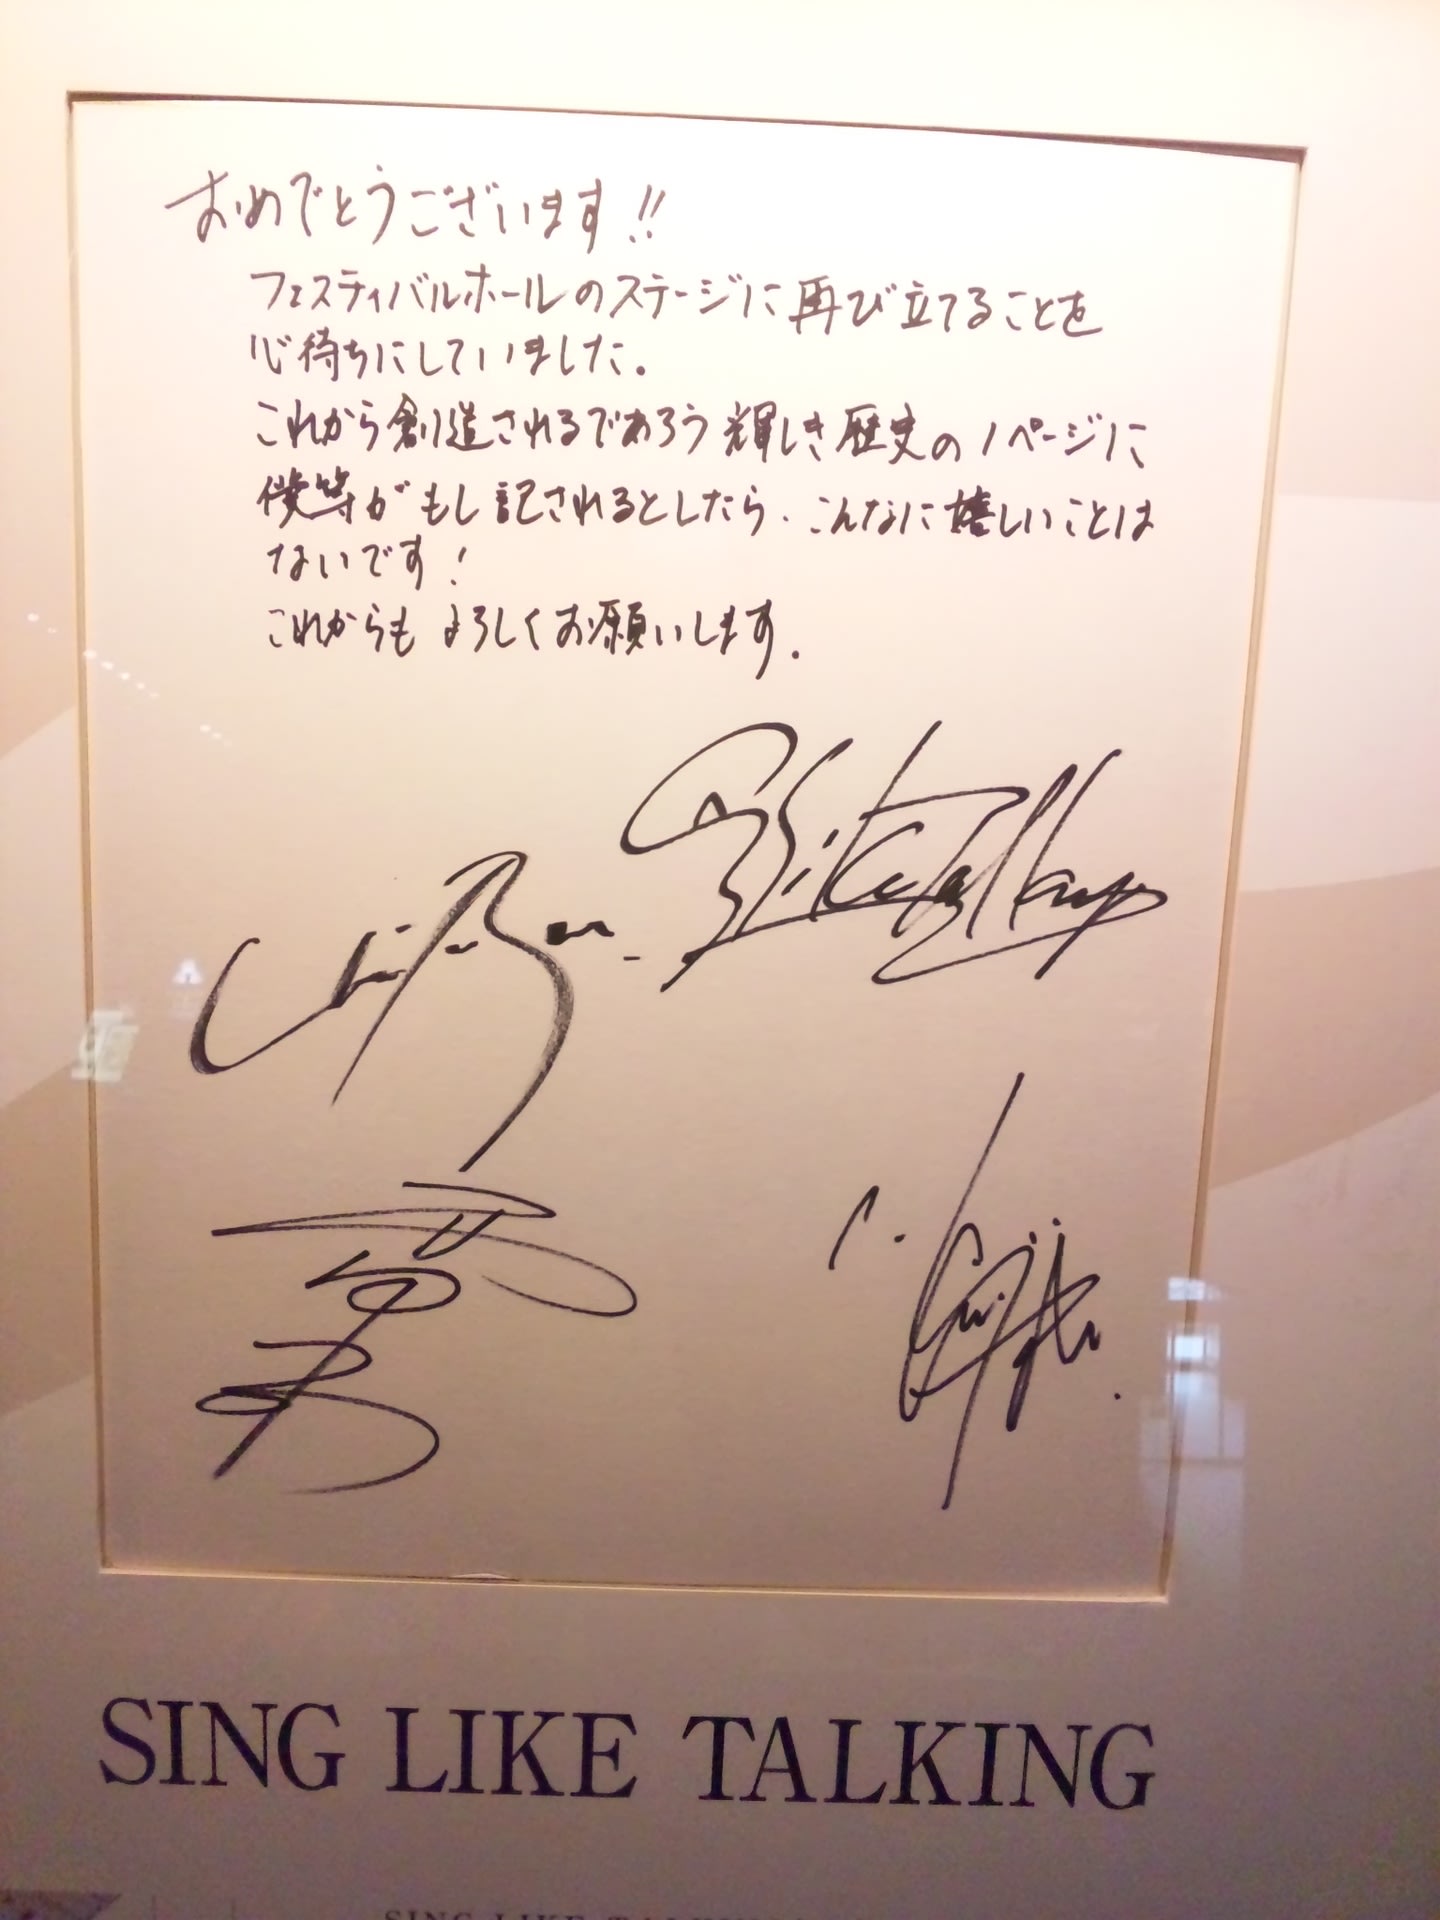 おめでとうございます!!
フェスティバルホールのステージに再び立てることを
心待ちにしていました.
これから創造されるであろう輝しき歴史の1ページに
僕等がもし記されるとしたら、こんなに嬉しいことは
ないです!
これからもよろしくお願いします.
SING LIKE TALKING
SING LIKE